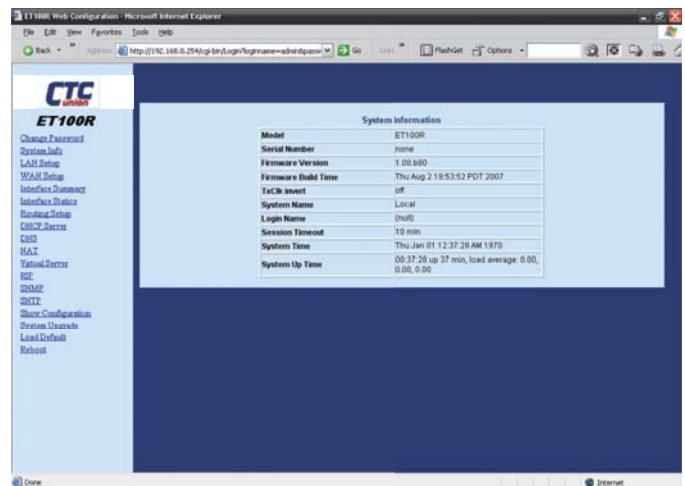 ET100R Web Configuration - Microsoft Internet Explorer
File Edit View Favorites Tools Help
Back Address http://192.168.0.254/cgi-bin/Login?loginname=admin&passw Go Links FlashGet Options
CTC
union
ET100R
Change Password
System Info
LAN Setup
WAN Setup
Interface Summary
Interface Status
Routing Setup
DHCP Server
DNS
NAT
Virtual Server
RIP
SNMP
SNTP
Show Configuration
System Upgrade
Load Default
Reboot
System Information
Model ET100R
Serial Number none
Firmware Version 1.00.b80
Firmware Build Time Thu Aug 2 19:53:52 PDT 2007
TxClk invert off
System Name Local
Login Name (null)
Session Timeout 10 min
System Time Thu Jan 01 12:37:28 AM 1970
System Up Time 00:37:28 up 37 min, load average: 0.00,
0.00, 0.00
Done Internet